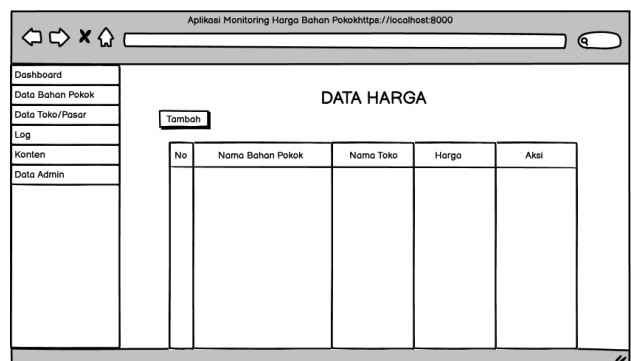 Aplikasi Monitoring Harga Bahan Pokokhttps://localhost:8000
Dashboard
Data Bahan Pokok
Data Toko/Pasar
Log
Konten
Data Admin
DATA HARGA
Tambah
No Nama Bahan Pokok Nama Toko Harga Aksi